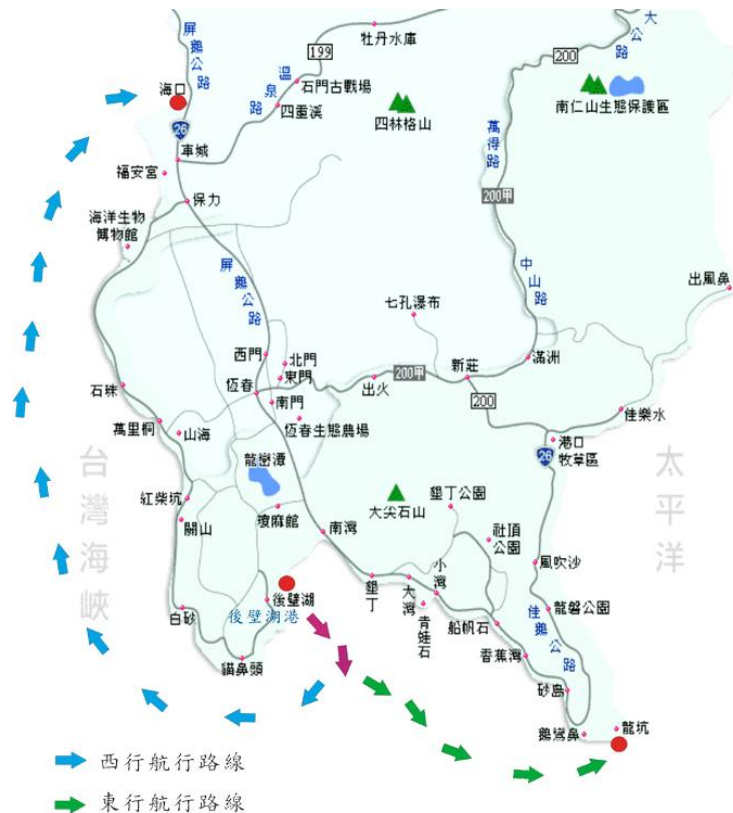 屏鵝公路
大公路
牡丹水庫
199
200
溫泉路
石門古戰場
海口
四重溪
四林格山
南仁山生態保護區
26
萬得路
車城
福安宮
保力
200甲
海洋生物
博物館
屏鵝公路
中山路
出風鼻
七孔瀑布
西門
北門
東門
滿洲
新莊
200甲
出火
石珠
恆春
南門
200
佳樂水
萬里桐
山海
恆春生態農場
港口
牧草區
26
台灣海峽
太平洋
龍巒潭
紅柴坑
關山
瓊麻館
大尖石山
墾丁公園
社頂
公園
南灣
風吹沙
小灣
墾丁
大灣
後壁湖
後壁湖港
白砂
青蛙石
船帆石
佳鵝公路
龍磐公園
貓鼻頭
香蕉灣
砂島
鵝鸞鼻
龍坑
西行航行路線
東行航行路線